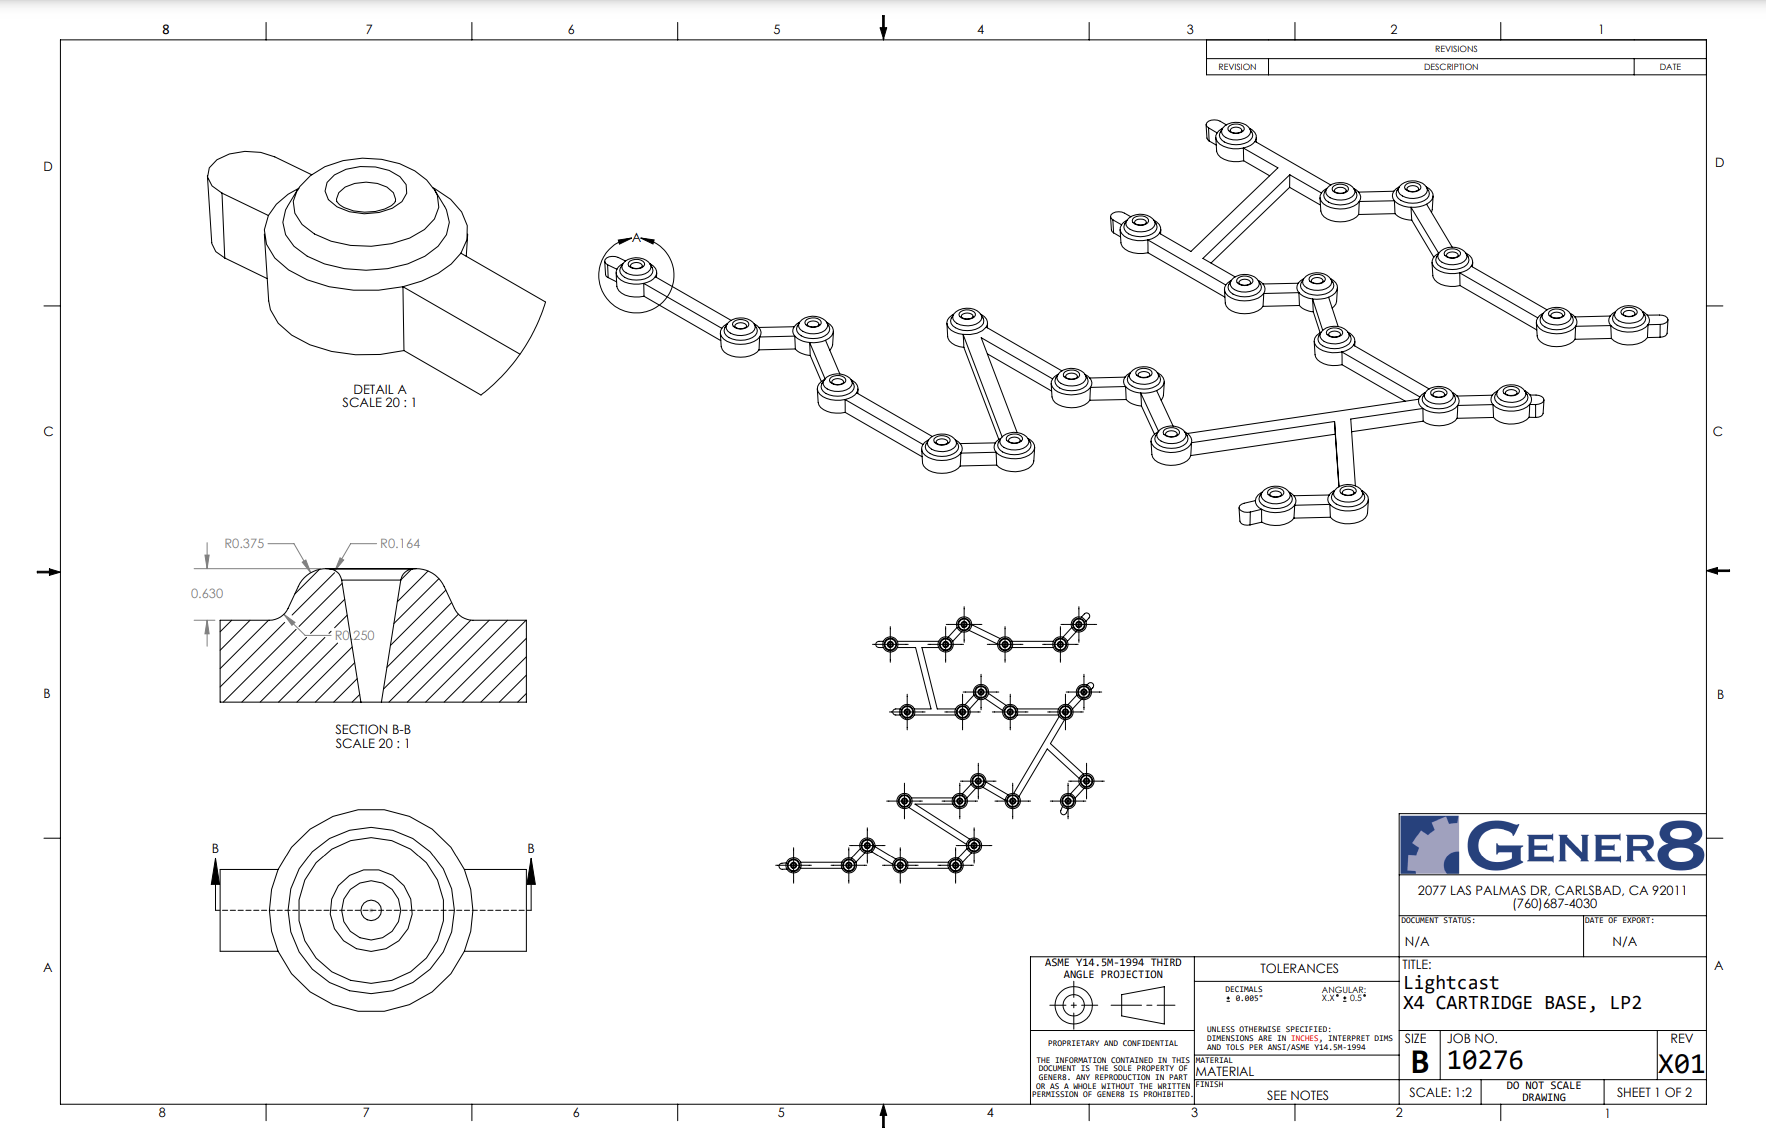 8 7 6 5 4 3 2 1
REVISIONS
REVISION DESCRIPTION DATE
D D
A
DETAIL A
SCALE 20 : 1
C C
R0.375 R0.164
0.630
R0.250
SECTION B-B
SCALE 20 : 1
B B
B B
A A
GENER8
2077 LAS PALMAS DR, CARLSBAD, CA 92011
(760)687-4030
DOCUMENT STATUS: DATE OF EXPORT:
N/A N/A
ASME Y14.5M-1994 THIRD
ANGLE PROJECTION
TOLERANCES
DECIMALS
± 0.005"
ANGULAR:
X.X° ± 0.5°
UNLESS OTHERWISE SPECIFIED:
DIMENSIONS ARE IN INCHES, INTERPRET DIMS
AND TOLS PER ANSI/ASME Y14.5M-1994
TITLE:
Lightcast
X4 CARTRIDGE BASE, LP2
PROPRIETARY AND CONFIDENTIAL
THE INFORMATION CONTAINED IN THIS
DOCUMENT IS THE SOLE PROPERTY OF
GENER8. ANY REPRODUCTION IN PART
OR AS A WHOLE WITHOUT THE WRITTEN
PERMISSION OF GENER8 IS PROHIBITED.
MATERIAL
MATERIAL
FINISH
SEE NOTES
SIZE JOB NO. REV
B 10276 X01
SCALE: 1:2 DO NOT SCALE
DRAWING
SHEET 1 OF 2
8 7 6 5 4 3 2 1